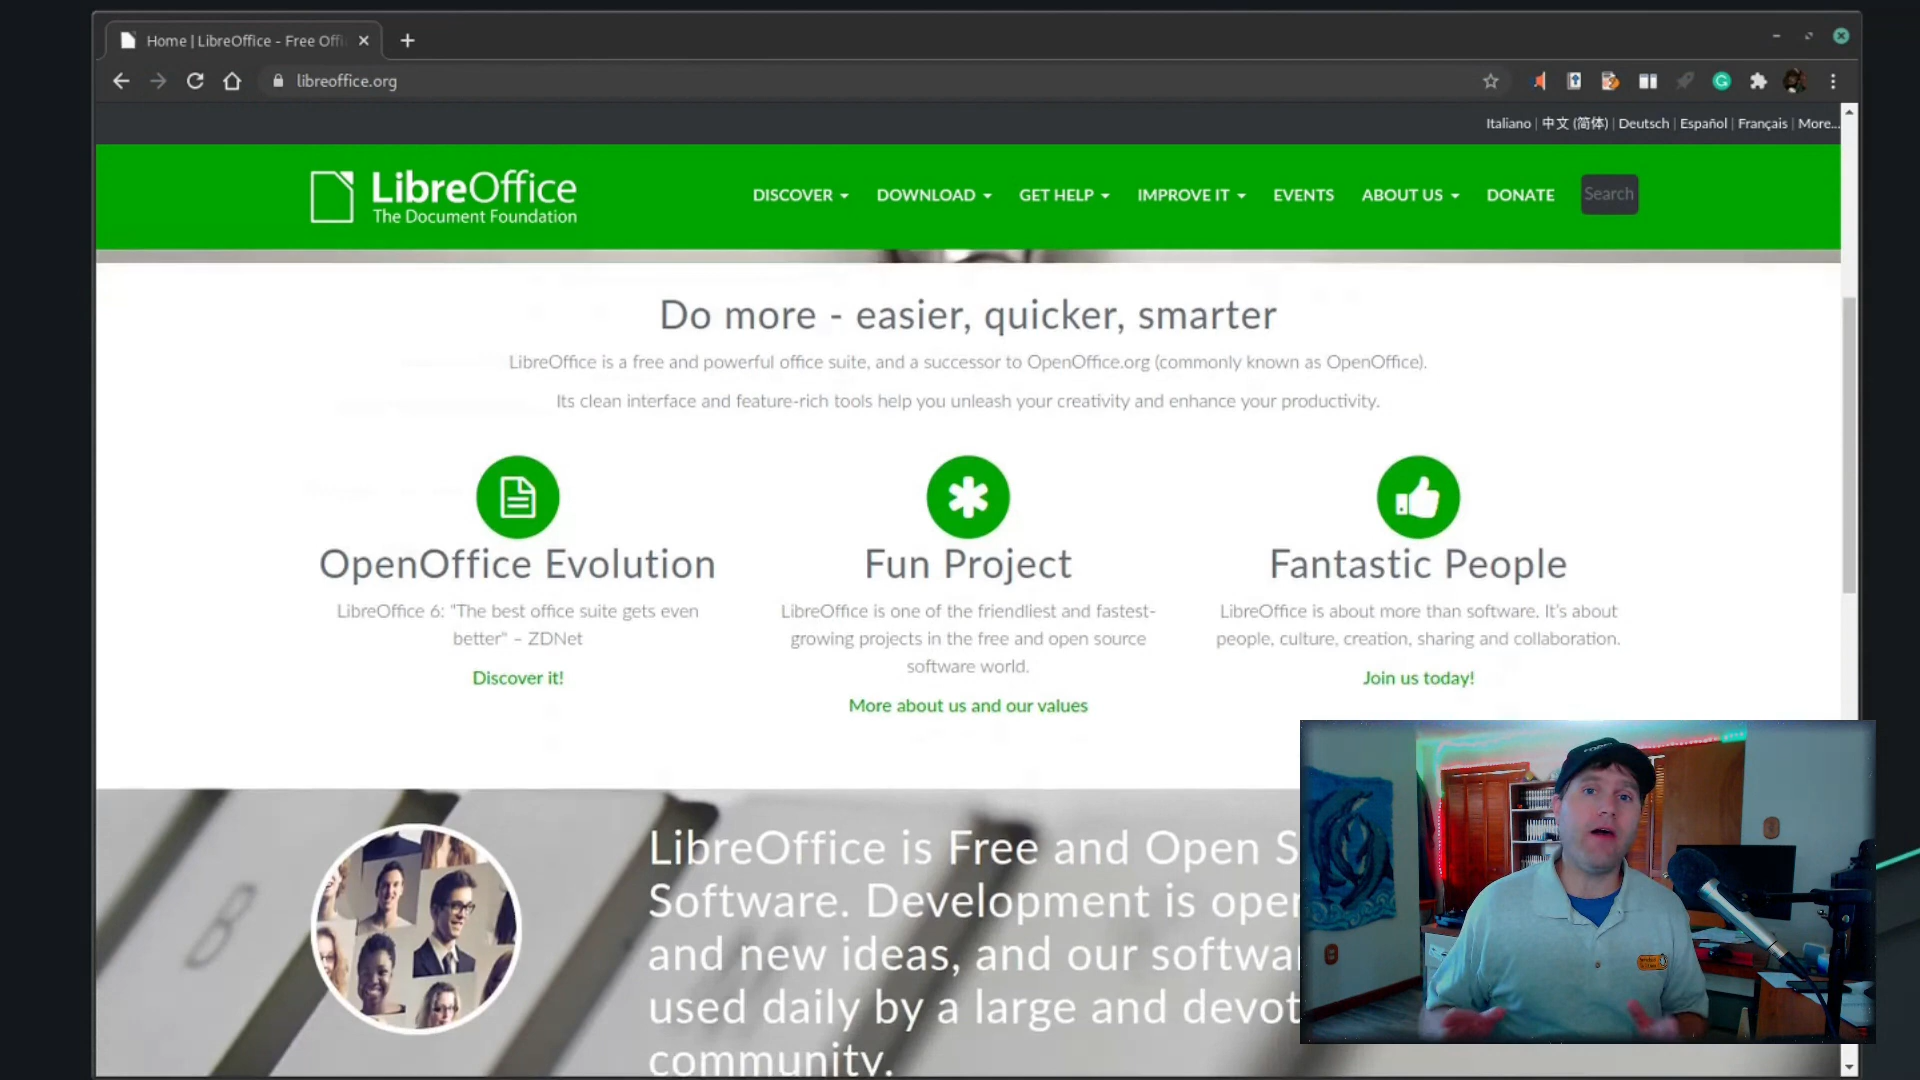 Home | LibreOffice - Free Offi
libreoffice.org
Italiano | 中文 (简体) | Deutsch | Español | Français | More...
LibreOffice
The Document Foundation
DISCOVER DOWNLOAD GET HELP IMPROVE IT EVENTS ABOUT US DONATE Search
Do more - easier, quicker, smarter
LibreOffice is a free and powerful office suite, and a successor to OpenOffice.org (commonly known as OpenOffice).
Its clean interface and feature-rich tools help you unleash your creativity and enhance your productivity.
OpenOffice Evolution
LibreOffice 6: "The best office suite gets even
better" – ZDNet
Discover it!
Fun Project
LibreOffice is one of the friendliest and fastest-
growing projects in the free and open source
software world.
More about us and our values
Fantastic People
LibreOffice is about more than software. It's about
people, culture, creation, sharing and collaboration.
Join us today!
LibreOffice is Free and Open S
Software. Development is open
and new ideas, and our softwa
used daily by a large and devot
community.
B